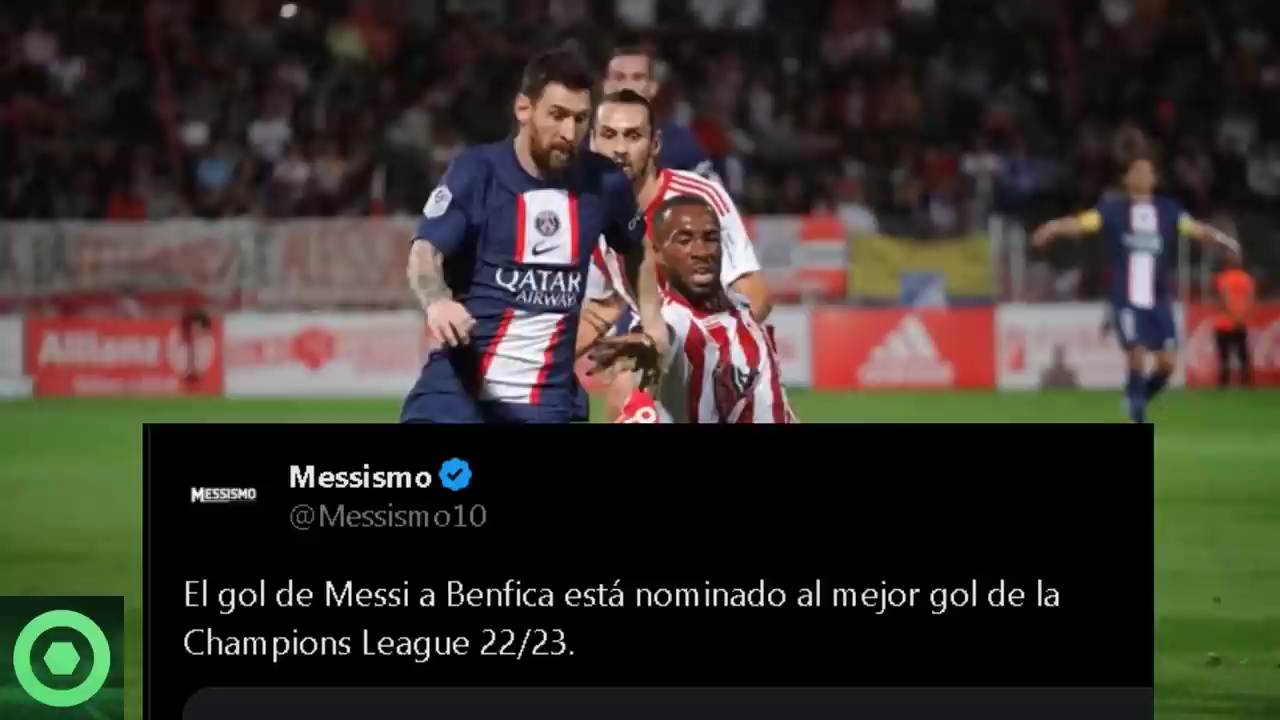 QATAR
AIRWAYS
Allianz
MESSISMO
Messismo
@Messismo10
El gol de Messi a Benfica está nominado al mejor gol de la
Champions League 22/23.